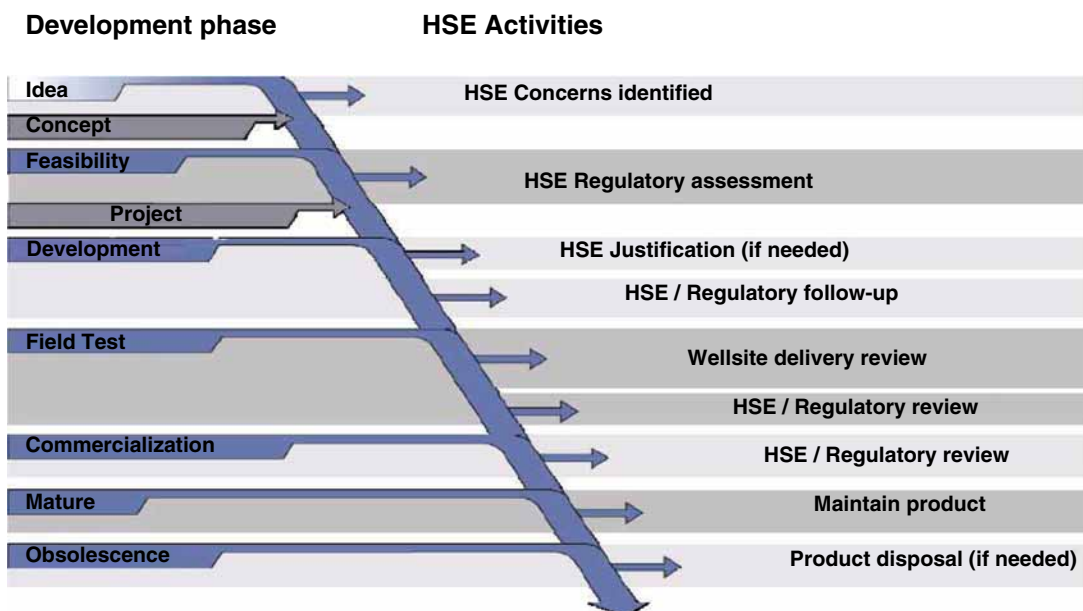 Development phase HSE Activities
Idea HSE Concerns identified
Concept
Feasibility HSE Regulatory assessment
Project
Development HSE Justification (if needed)
HSE / Regulatory follow-up
Field Test Wellsite delivery review
HSE / Regulatory review
Commercialization HSE / Regulatory review
Mature Maintain product
Obsolescence Product disposal (if needed)